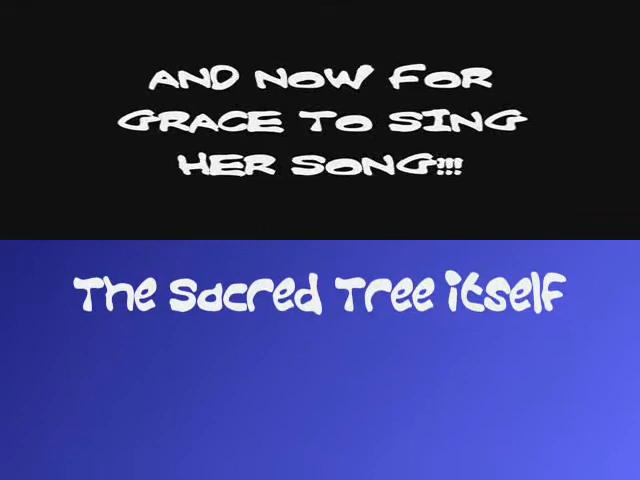 AND NOW FOR
GRACE TO SING
HER SONG!!!
The Sacred Tree itself